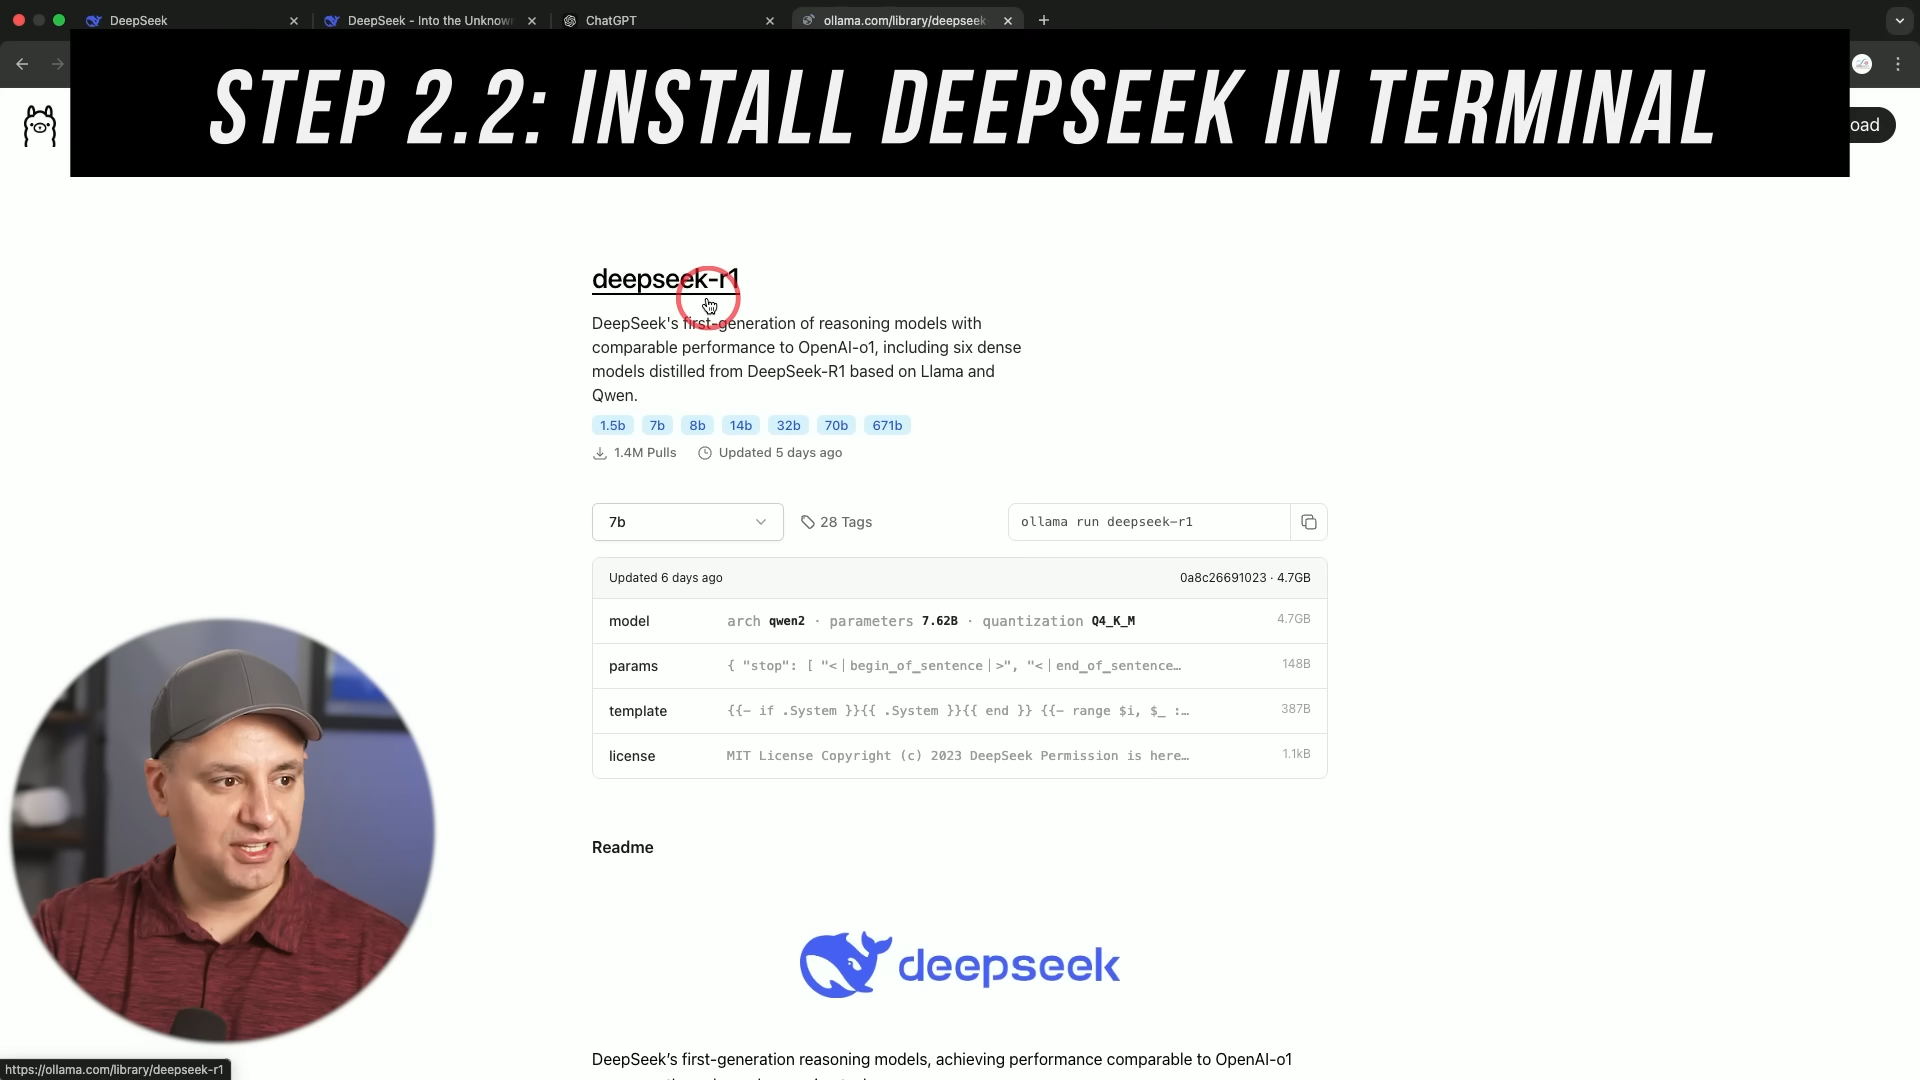 DeepSeek
DeepSeek - Into the Unknown
ChatGPT
ollama.com/library/deepseek-
STEP 2.2: INSTALL DEEPSEEK IN TERMINAL
oad
deepseek-r1
DeepSeek's first-generation of reasoning models with
comparable performance to OpenAI-o1, including six dense
models distilled from DeepSeek-R1 based on Llama and
Qwen.
1.5b 7b 8b 14b 32b 70b 671b
1.4M Pulls Updated 5 days ago
7b
28 Tags
ollama run deepseek-r1
Updated 6 days ago
0a8c26691023 · 4.7GB
model arch qwen2 · parameters 7.62B · quantization Q4_K_M 4.7GB
params { "stop": [ "<|begin_of_sentence|>", "<|end_of_sentence… 148B
template {{- if .System }}{{ .System }}{{ end }} {{- range $i, $_ :… 387B
license MIT License Copyright (c) 2023 DeepSeek Permission is here… 1.1kB
Readme
deepseek
DeepSeek’s first-generation reasoning models, achieving performance comparable to OpenAI-o1
https://ollama.com/library/deepseek-r1